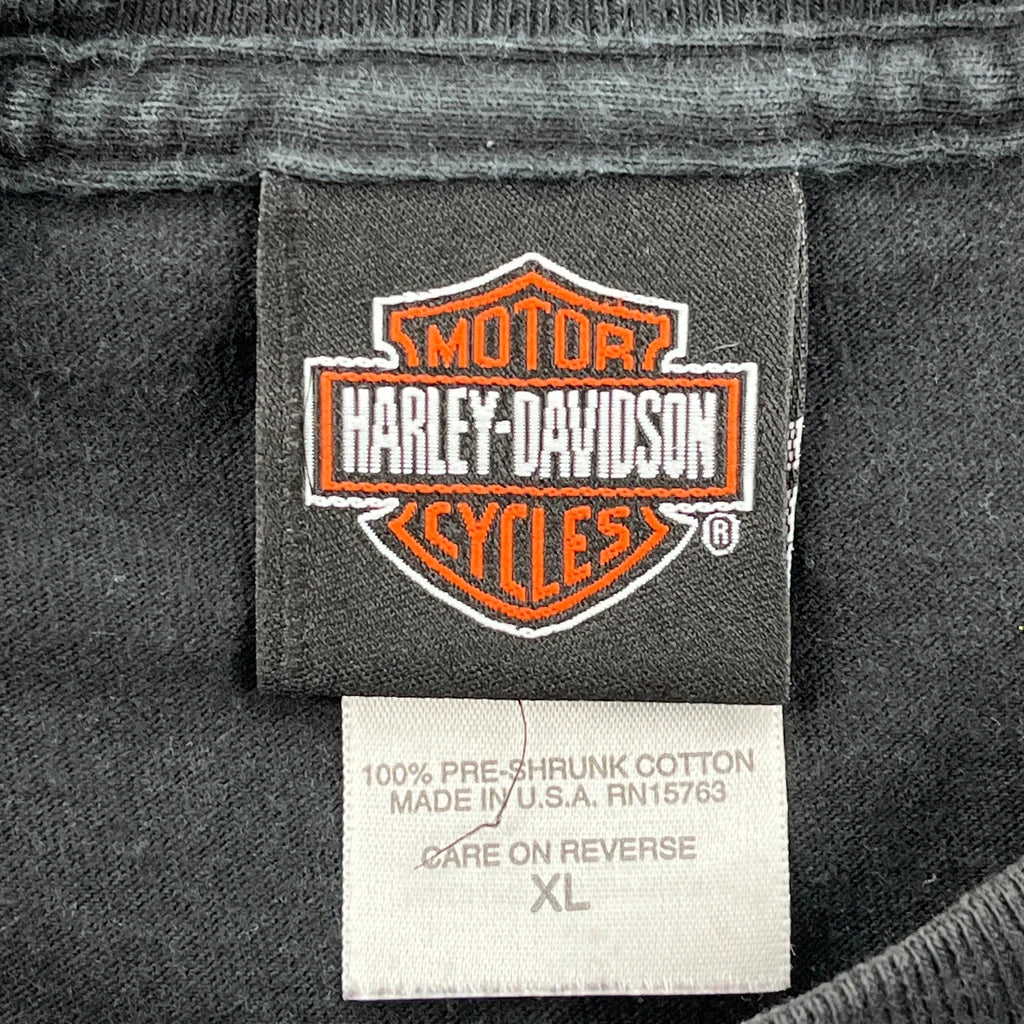 MOTOR
HARLEY-DAVIDSON
CYCLES
®
100% PRE-SHRUNK COTTON
MADE IN U.S.A. RN15763
CARE ON REVERSE
XL